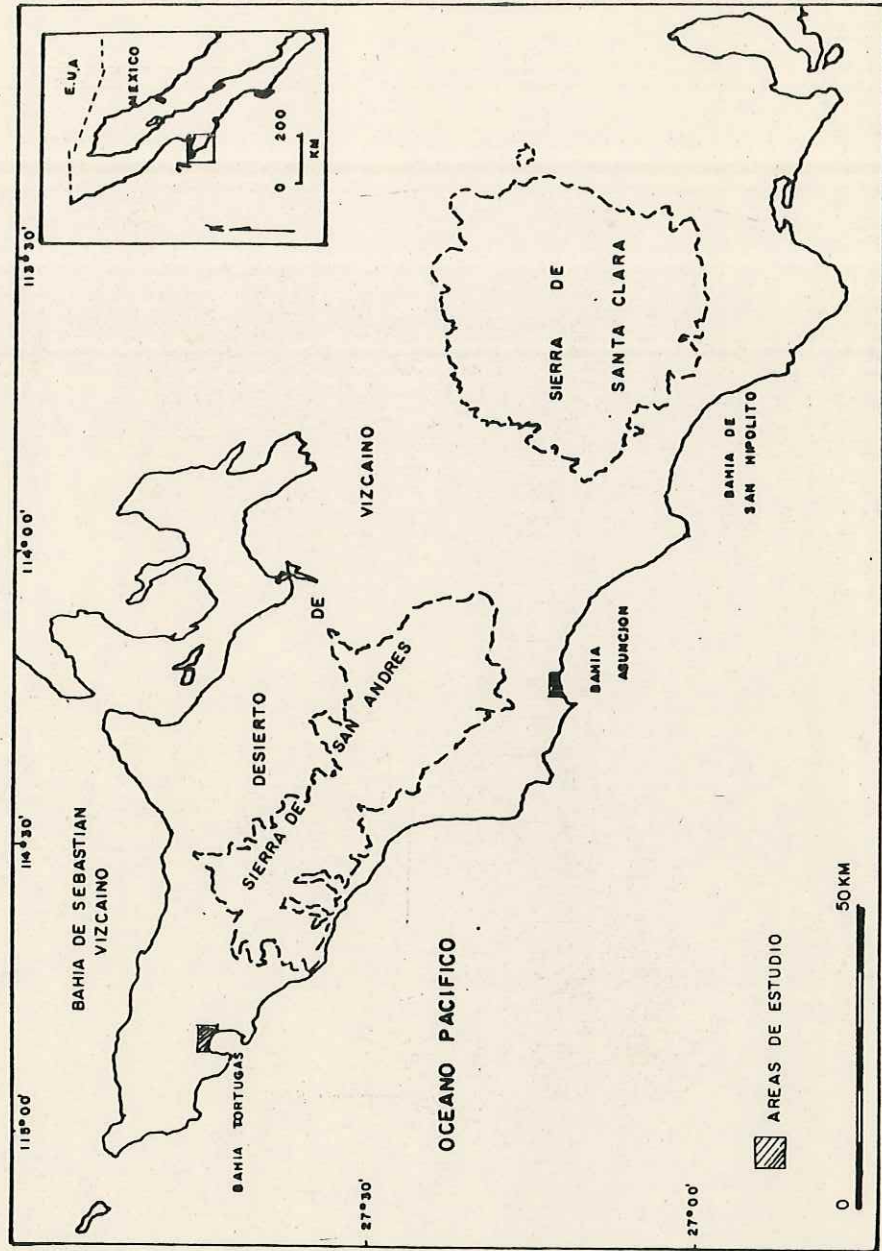 115°00'
114°30'
114°00'
113°30'
E.U.A
MEXICO
0 200
KM
BAHIA DE SEBASTIAN
VIZCAINO
DESIERTO
DE
VIZCAINO
SIERRA DE SAN ANDRES
BAHIA TORTUGAS
27°30'
SIERRA DE
SANTA CLARA
OCEANO PACIFICO
BAHIA
ASUNCION
BAHIA DE
SAN HIPOLITO
27°00'
AREAS DE ESTUDIO
0 50 KM